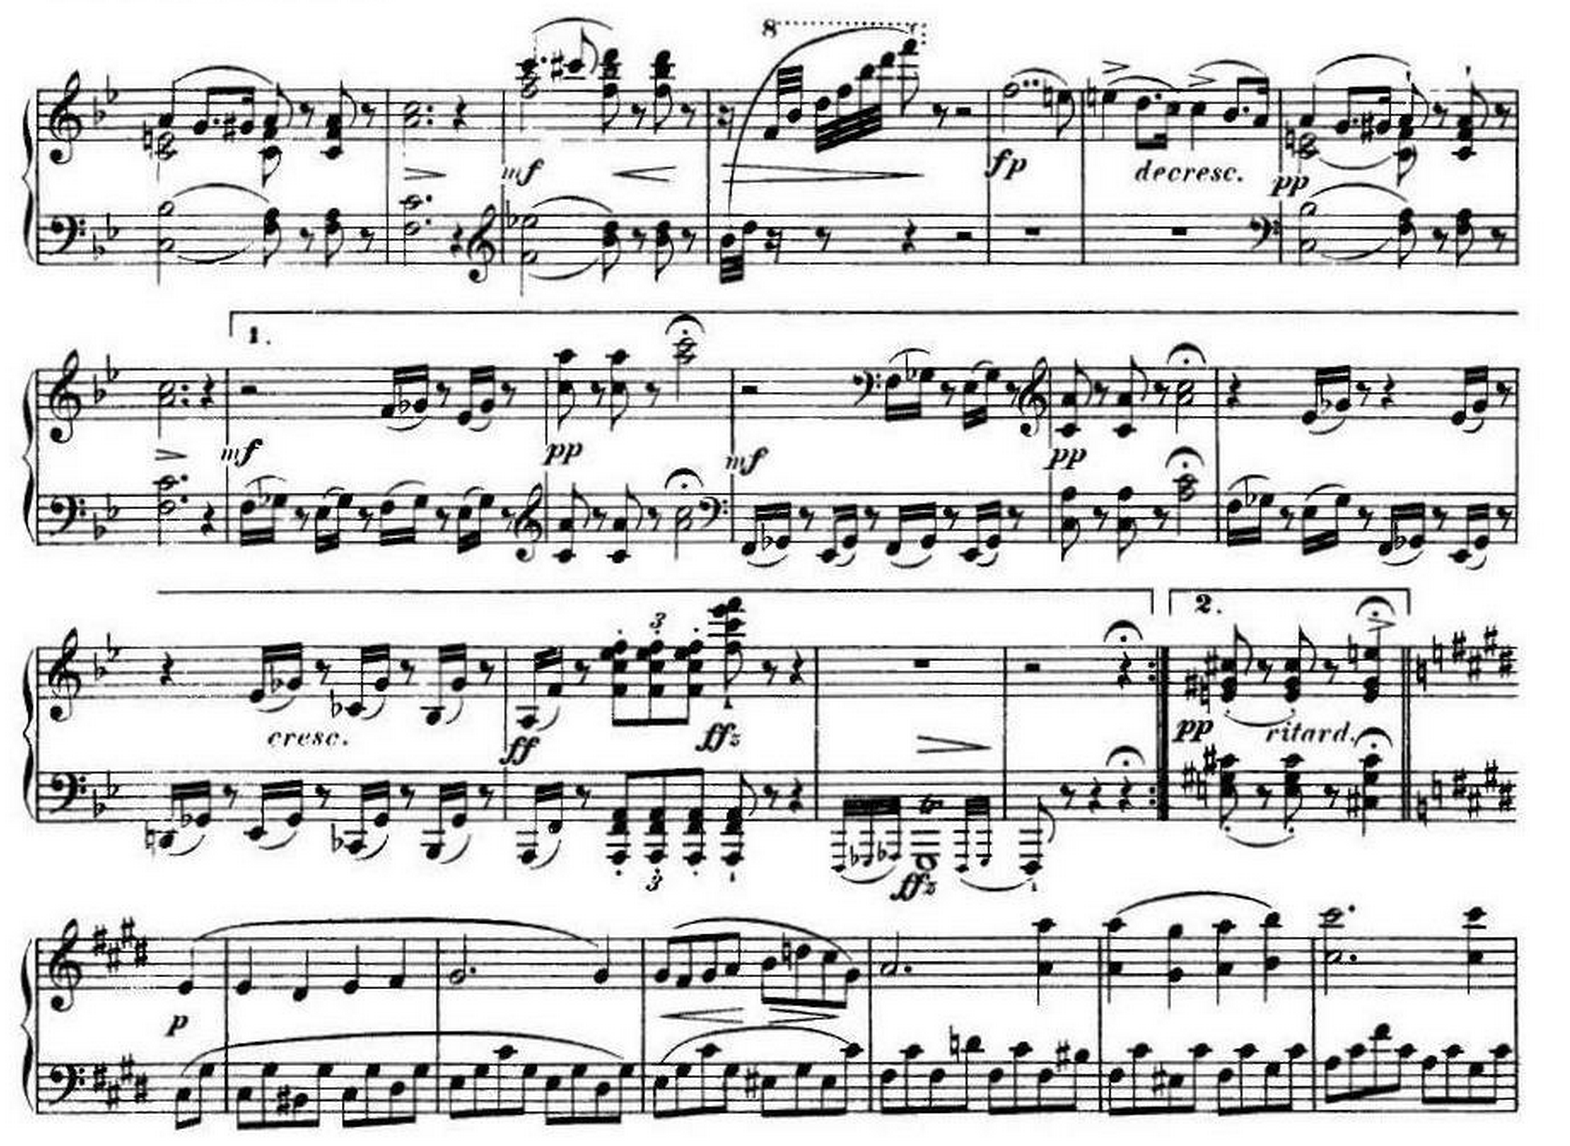 8
mf fp decresc. pp
1.
mf pp mf pp
2.
3
cresc. ff ffz pp ritard.
tr
3 ffz
p